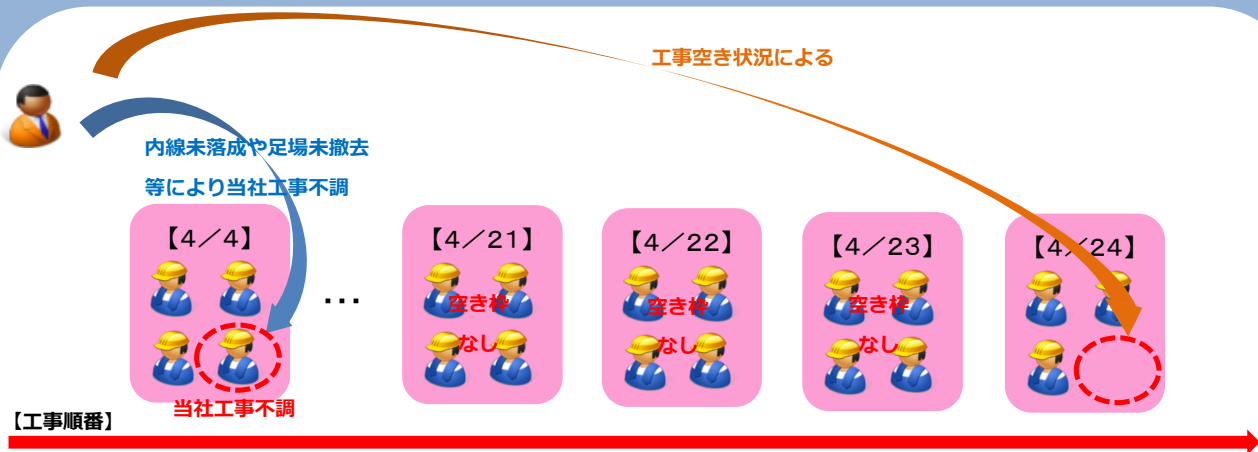 工事空き状況による
内線未落成や足場未撤去
等により当社工事不調
【4/4】
【4/21】
【4/22】
【4/23】
【4/24】
…
空き枠
なし
空き枠
なし
空き枠
なし
当社工事不調
【工事順番】